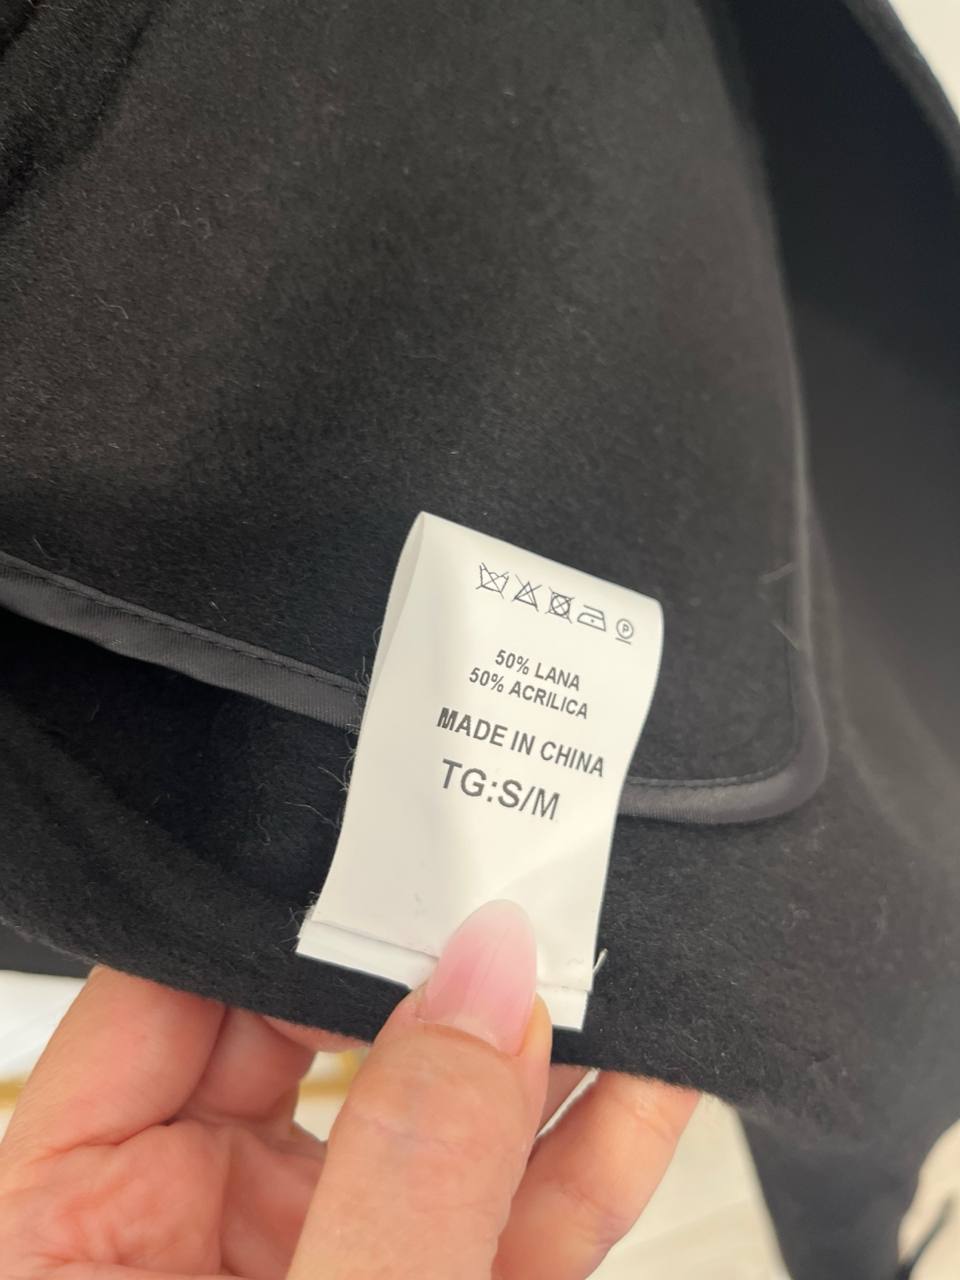 P
50% LANA
50% ACRILICA
MADE IN CHINA
TG:S/M